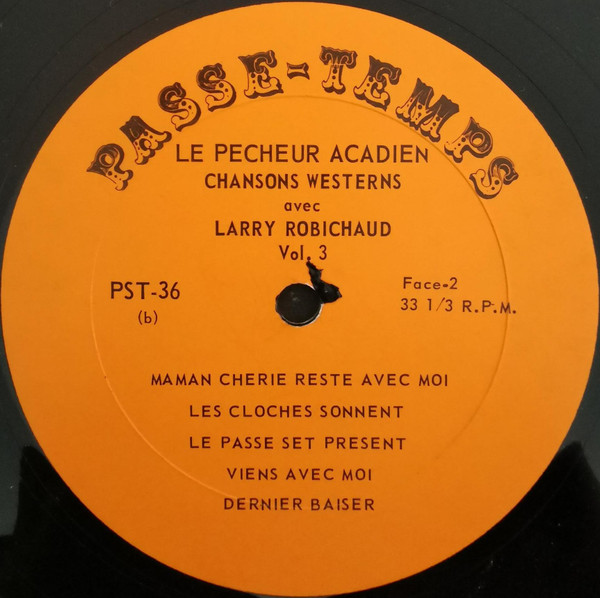 PASSE-TEMPS
LE PECHEUR ACADIEN
CHANSONS WESTERNS
avec
LARRY ROBICHAUD
Vol. 3
PST-36
(b)
Face-2
33 1/3 R.P.M.
MAMAN CHERIE RESTE AVEC MOI
LES CLOCHES SONNENT
LE PASSE SET PRESENT
VIENS AVEC MOI
DERNIER BAISER